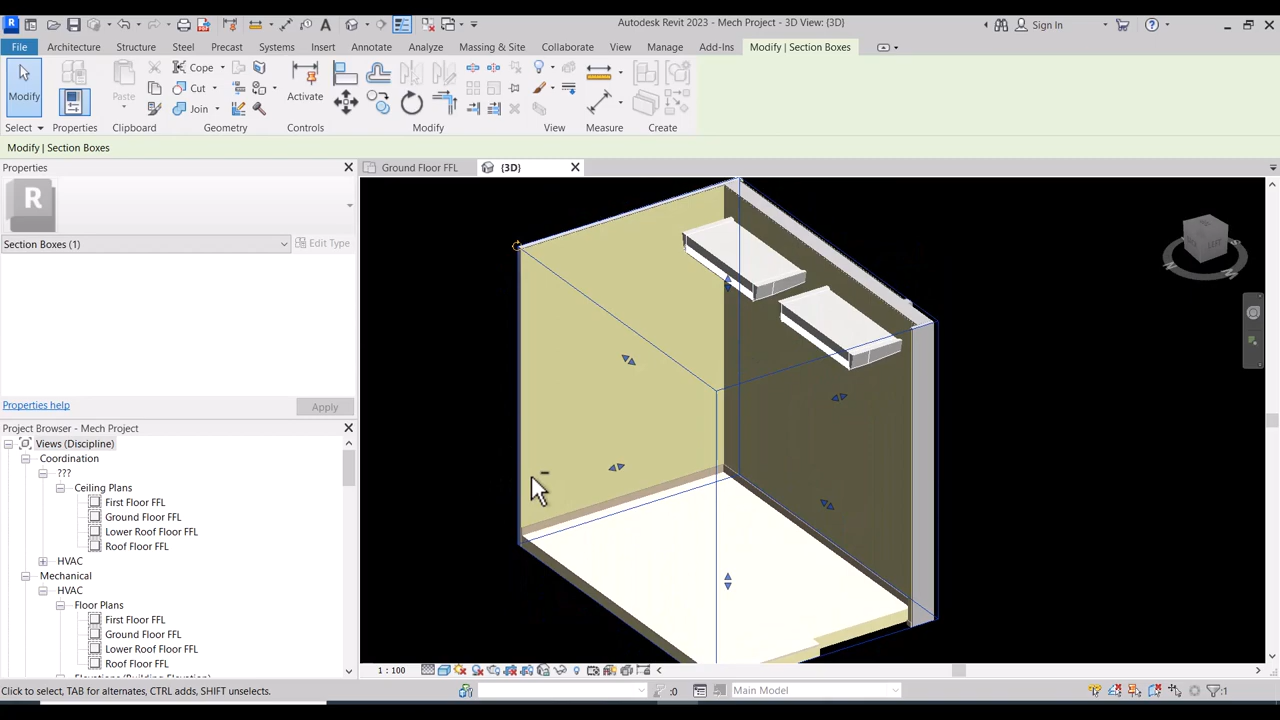 Autodesk Revit 2023 - Mech Project - 3D View: {3D}
Sign In
File Architecture Structure Steel Precast Systems Insert Annotate Analyze Massing & Site Collaborate View Manage Add-Ins Modify | Section Boxes
Modify
Paste
Cope
Cut
Join
Activate
Select Properties Clipboard Geometry Controls Modify View Measure Create
Modify | Section Boxes
Properties
Ground Floor FFL
{3D}
R
Section Boxes (1)
Edit Type
Properties help
Apply
Project Browser - Mech Project
Views (Discipline)
Coordination
???
Ceiling Plans
First Floor FFL
Ground Floor FFL
Lower Roof Floor FFL
Roof Floor FFL
HVAC
Mechanical
HVAC
Floor Plans
First Floor FFL
Ground Floor FFL
Lower Roof Floor FFL
Roof Floor FFL
1 : 100
Click to select, TAB for alternates, CTRL adds, SHIFT unselects.
:0
Main Model
:1